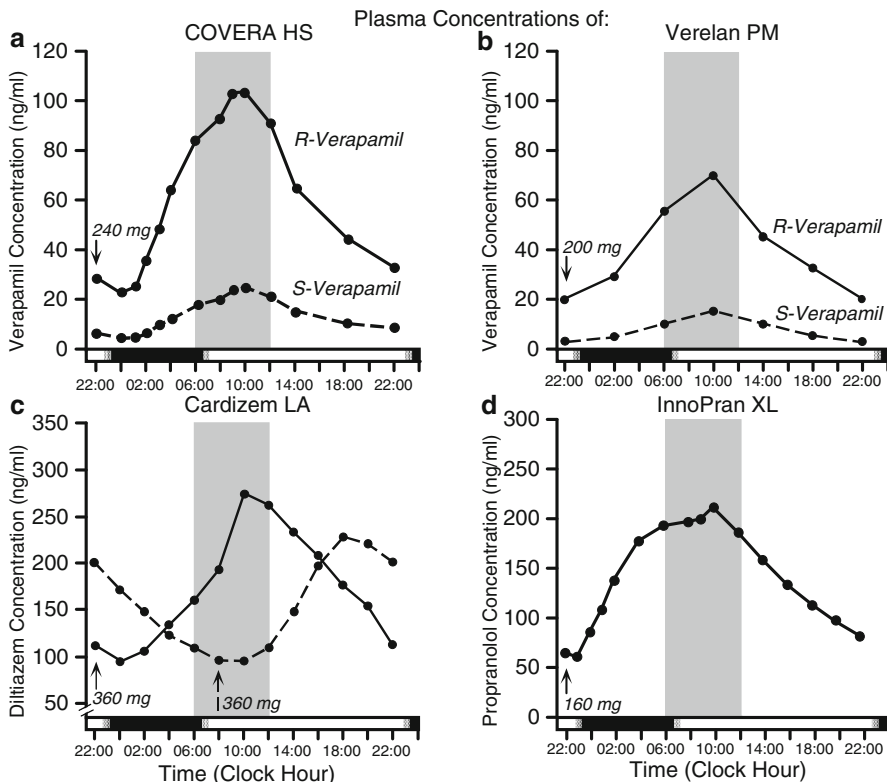 Plasma Concentrations of:
a
COVERA HS
Verapamil Concentration (ng/ml)
120
100
80
60
40
20
0
240 mg
R-Verapamil
S-Verapamil
22:00 02:00 06:00 10:00 14:00 18:00 22:00
b
Verelan PM
Verapamil Concentration (ng/ml)
120
100
80
60
40
20
0
200 mg
R-Verapamil
S-Verapamil
22:00 02:00 06:00 10:00 14:00 18:00 22:00
c
Cardizem LA
Diltiazem Concentration (ng/ml)
350
300
250
200
150
100
50
360 mg
360 mg
22:00 02:00 06:00 10:00 14:00 18:00 22:00
Time (Clock Hour)
d
InnoPran XL
Propranolol Concentration (ng/ml)
300
250
200
150
100
50
0
160 mg
22:00 02:00 06:00 10:00 14:00 18:00 22:00
Time (Clock Hour)